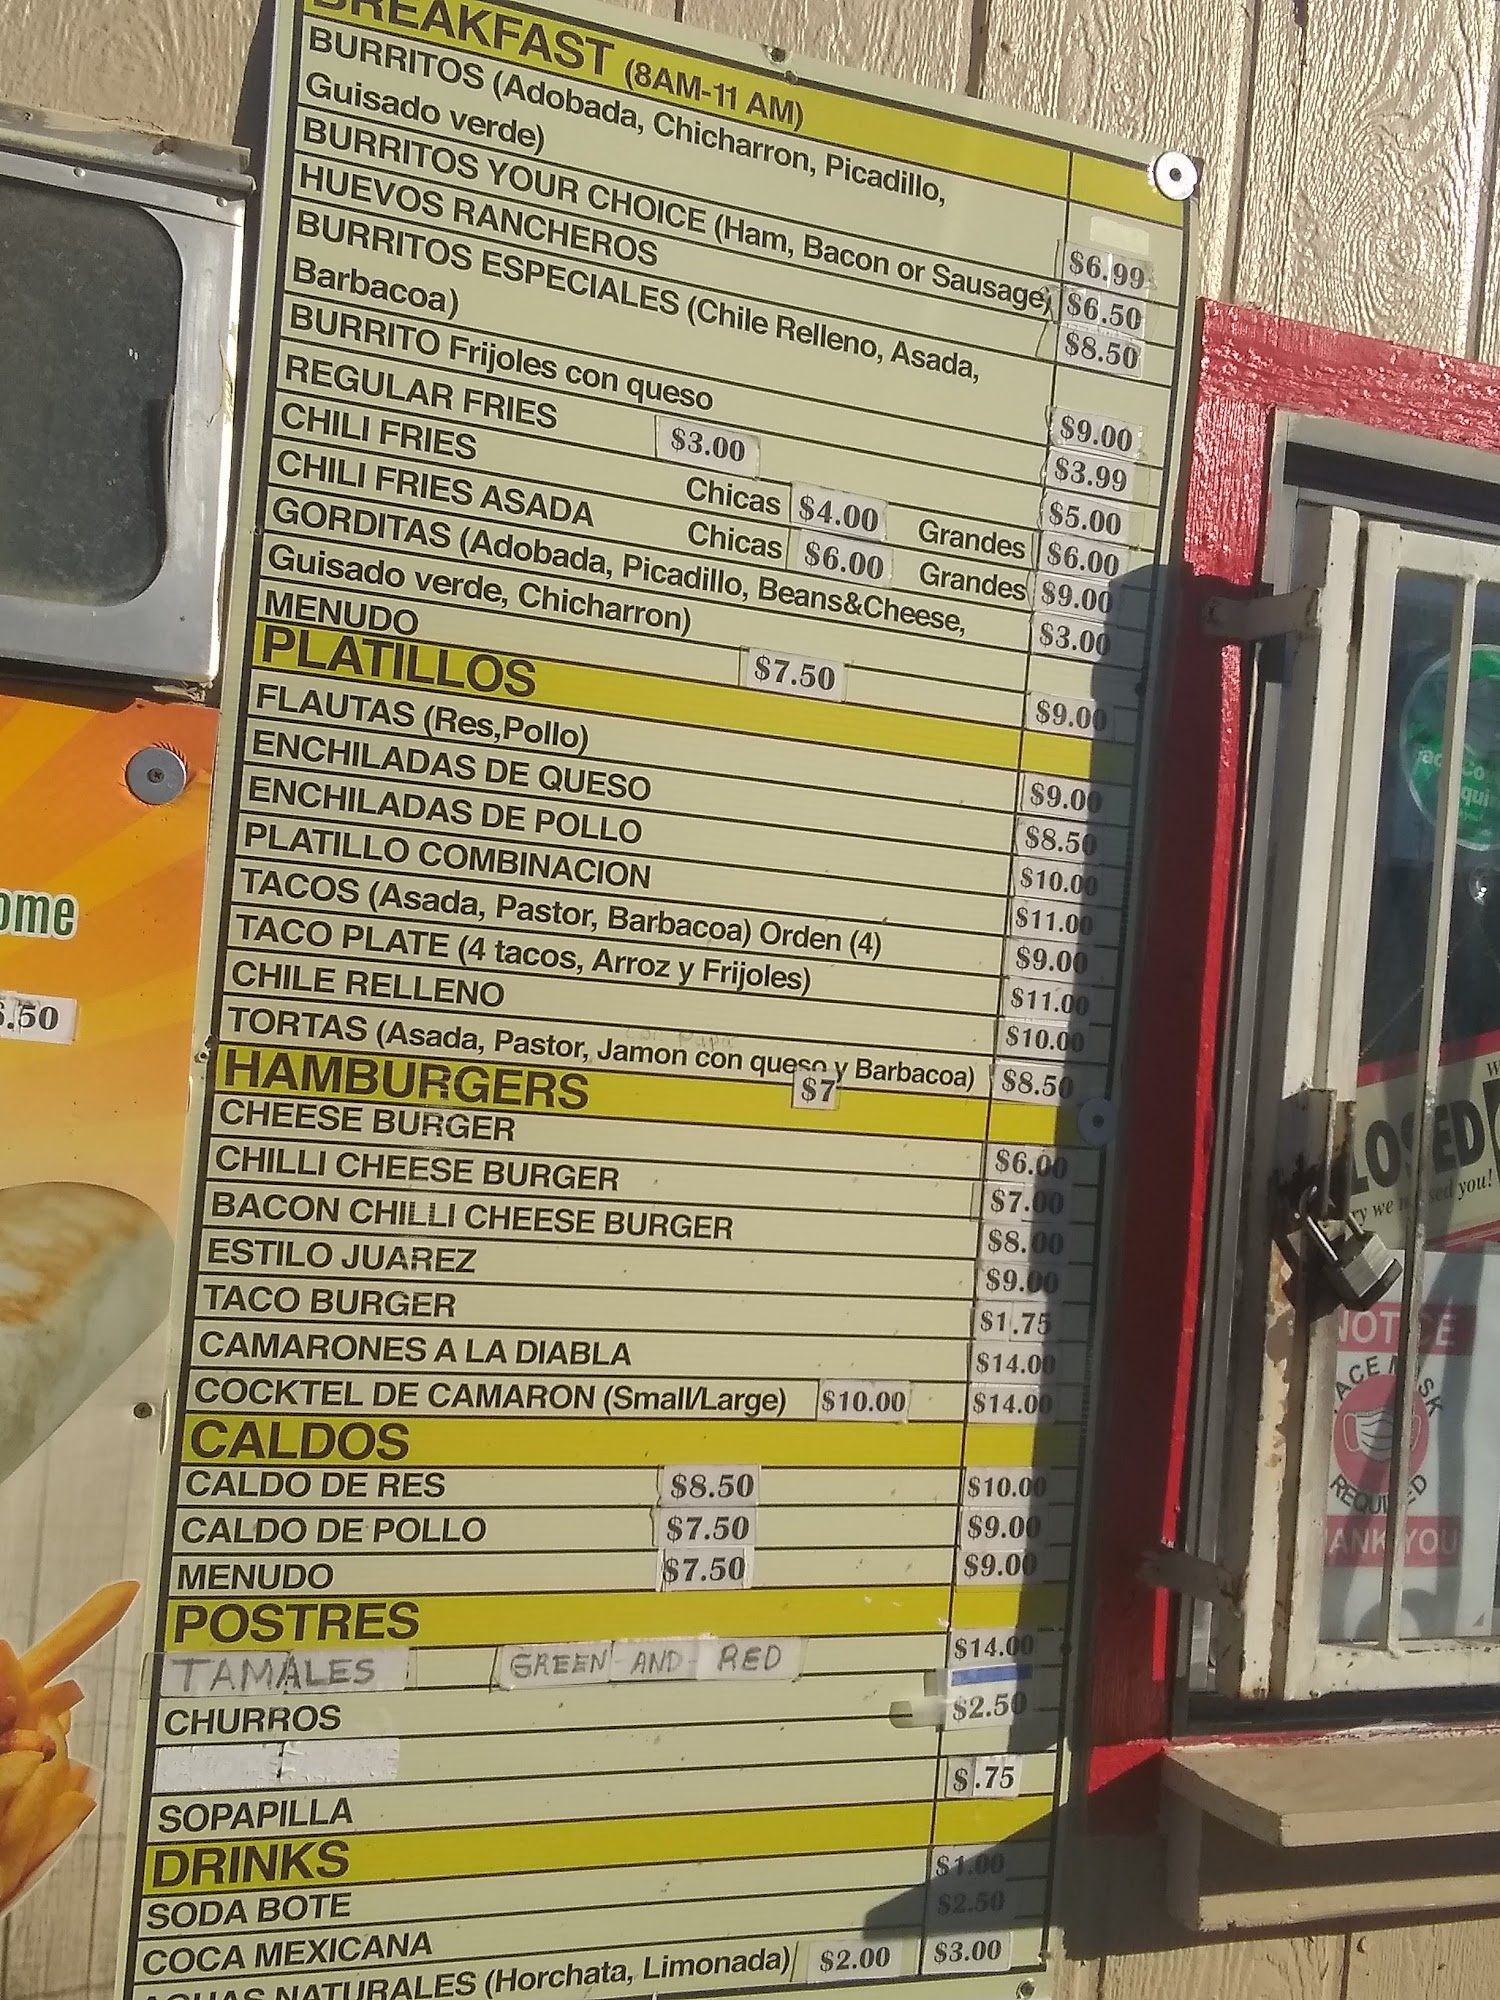 BREAKFAST (8AM-11 AM)
BURRITOS (Adobada, Chicharron, Picadillo,
Guisado verde) $6.99
BURRITOS YOUR CHOICE (Ham, Bacon or Sausage) $6.50
HUEVOS RANCHEROS $8.50
BURRITOS ESPECIALES (Chile Relleno, Asada,
Barbacoa) $9.00
BURRITO Frijoles con queso $3.99
REGULAR FRIES $3.00 $5.00
CHILI FRIES Chicas $4.00 Grandes $6.00
CHILI FRIES ASADA Chicas $6.00 Grandes $9.00
GORDITAS (Adobada, Picadillo, Beans&Cheese, $3.00
Guisado verde, Chicharron)
MENUDO $7.50 $9.00
PLATILLOS
FLAUTAS (Res,Pollo) $9.00
ENCHILADAS DE QUESO $8.50
ENCHILADAS DE POLLO $10.00
PLATILLO COMBINACION $11.00
TACOS (Asada, Pastor, Barbacoa) Orden (4) $9.00
TACO PLATE (4 tacos, Arroz y Frijoles) $11.00
CHILE RELLENO $10.00
TORTAS (Asada, Pastor, Jamon con queso y Barbacoa) $8.50
$7
HAMBURGERS
CHEESE BURGER $6.00
CHILLI CHEESE BURGER $7.00
BACON CHILLI CHEESE BURGER $8.00
ESTILO JUAREZ $9.00
TACO BURGER $1.75
CAMARONES A LA DIABLA $14.00
COCKTEL DE CAMARON (Small/Large) $10.00 $14.00
CALDOS
CALDO DE RES $8.50 $10.00
CALDO DE POLLO $7.50 $9.00
MENUDO $7.50 $9.00
POSTRES
TAMALES GREEN AND RED $14.00
CHURROS $2.50
$.75
SOPAPILLA
DRINKS
SODA BOTE $1.00
$2.50
COCA MEXICANA
AGUAS NATURALES (Horchata, Limonada) $2.00 $3.00
ome
.50
LOSED
sed you!
NOTICE
FACE MASK
REQUIRED
ANK YOU